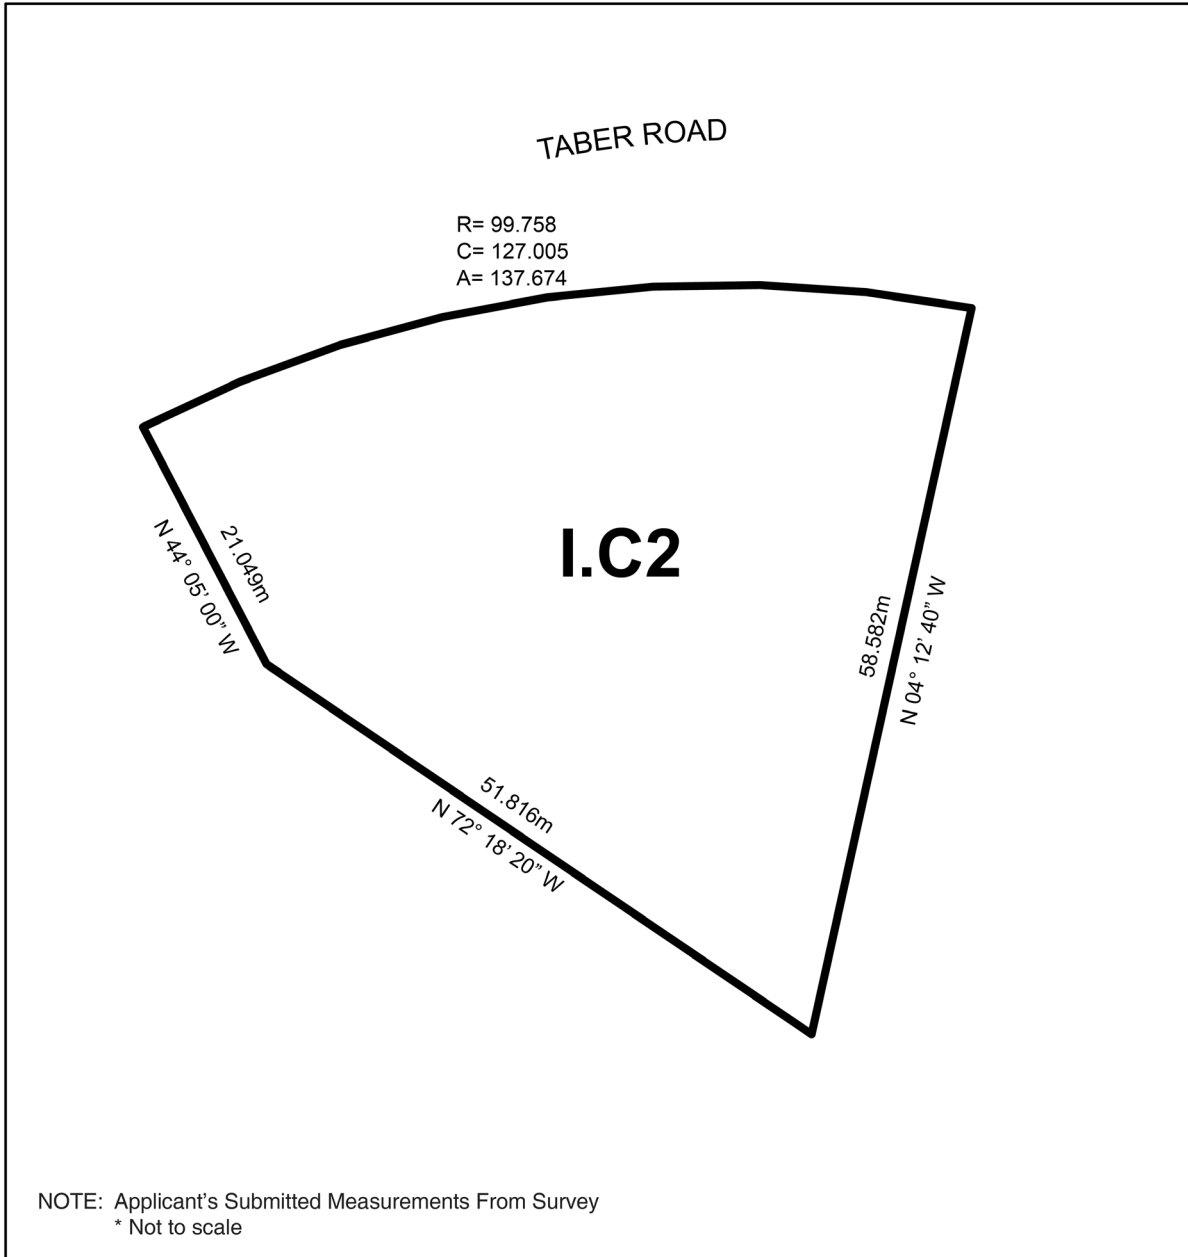 TABER ROAD
R= 99.758
C= 127.005
A= 137.674
I.C2
21.049m
N 44° 05’ 00” W
58.582m
N 04° 12’ 40” W
51.816m
N 72° 18’ 20” W
NOTE: Applicant’s Submitted Measurements From Survey
* Not to scale